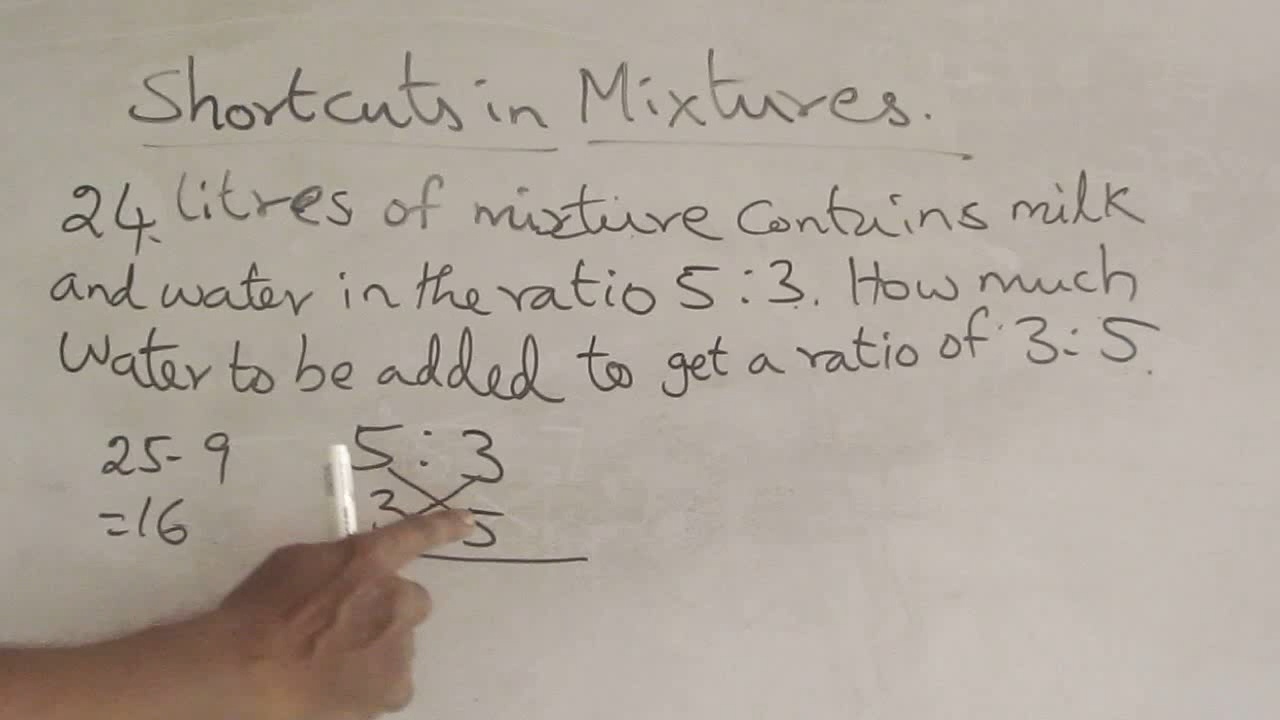 Shortcuts in Mixtures.
24 litres of mixture contains milk
and water in the ratio 5:3. How much
Water to be added to get a ratio of 3:5.
25-9
=16
5:3
3 5